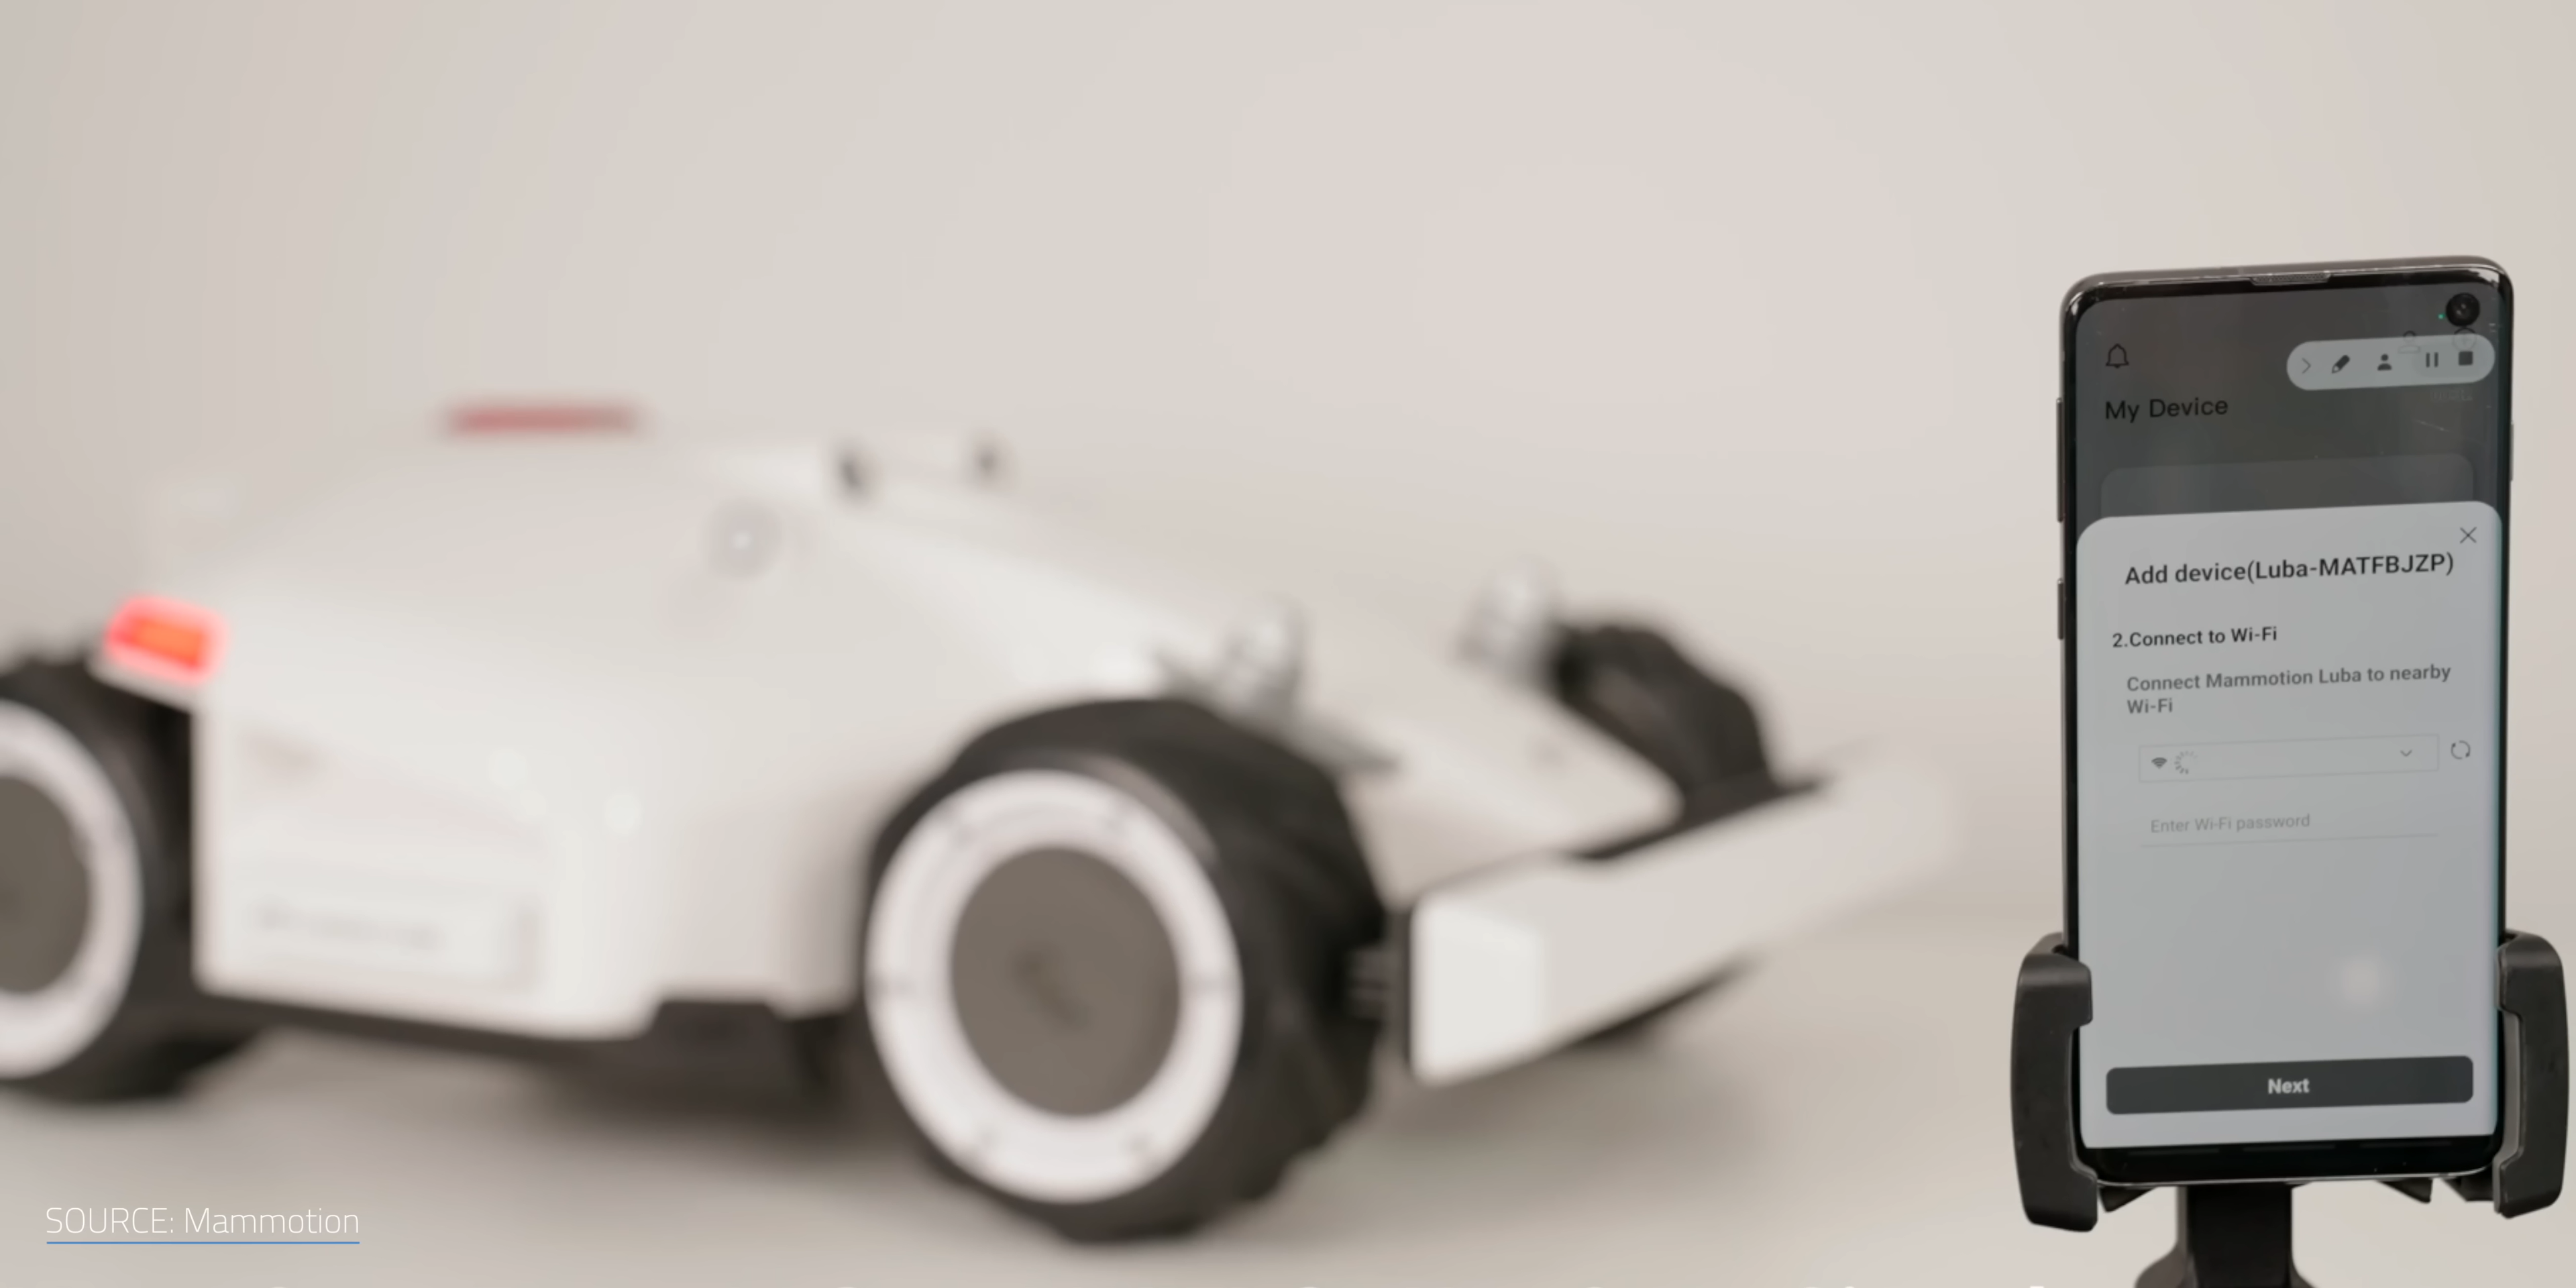 My Device
Add device(Luba-MATFBJZP)
2.Connect to Wi-Fi
Connect Mammotion Luba to nearby
Wi-Fi
Enter Wi-Fi password
Next
SOURCE: Mammotion